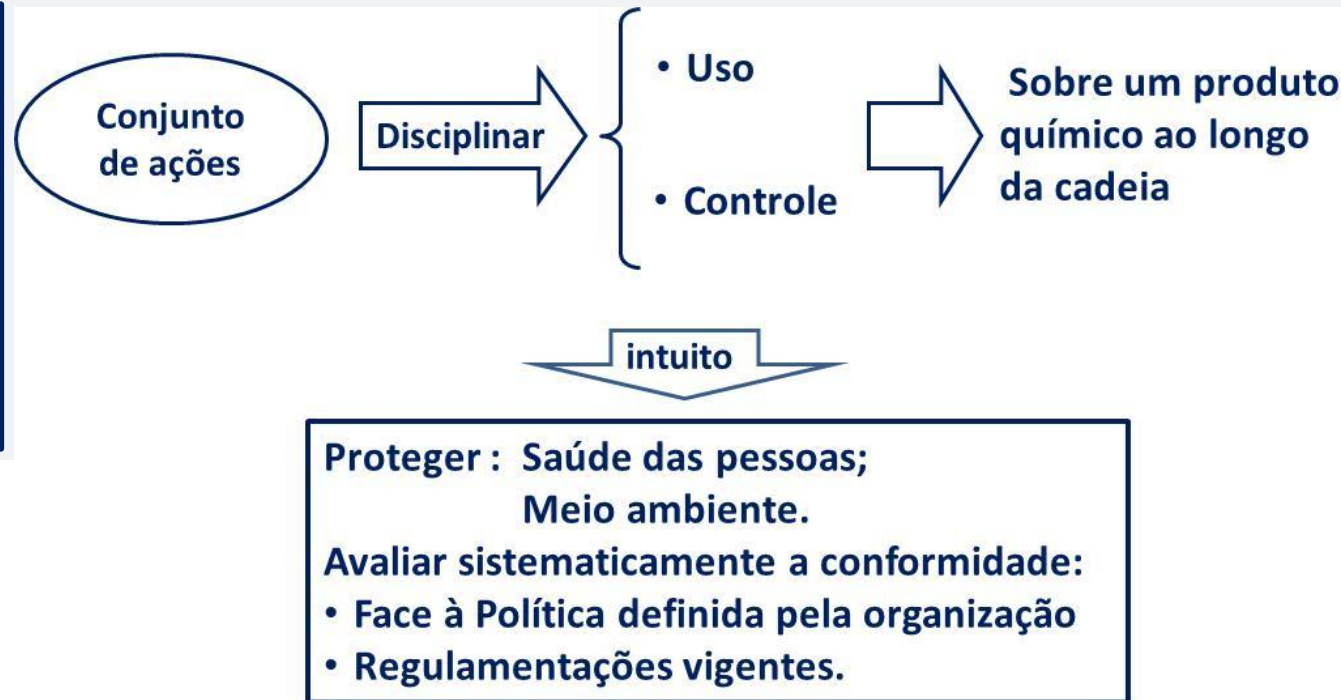 Conjunto
de ações
Disciplinar
• Uso
• Controle
Sobre um produto
químico ao longo
da cadeia
intuito
Proteger : Saúde das pessoas;
Meio ambiente.
Avaliar sistematicamente a conformidade:
• Face à Política definida pela organização
• Regulamentações vigentes.